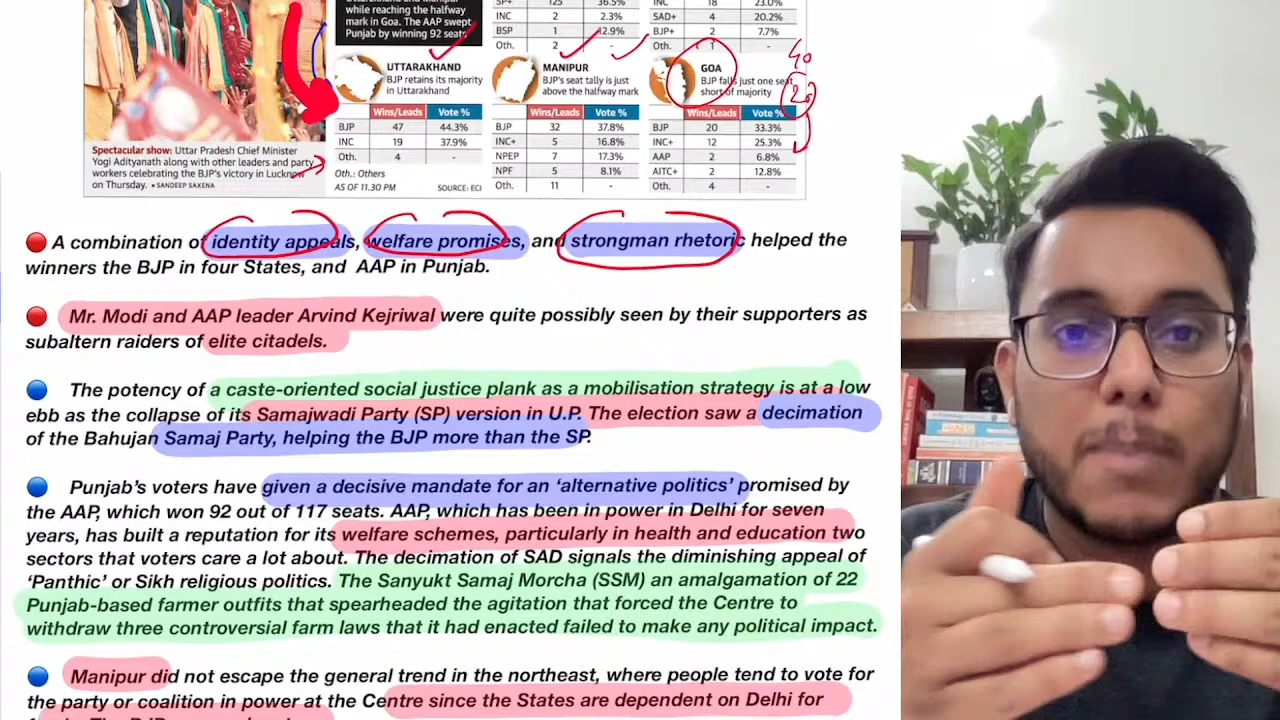 Uttarakhand and Manipur
while reaching the halfway
mark in Goa. The AAP swept
Punjab by winning 92 seats
SP+ 125 36.5%
INC 2 2.3%
BSP 1 12.9%
Oth. 2 -
INC 18 23.0%
SAD+ 4 20.2%
BJP+ 2 7.7%
Oth. 1 -
UTTARAKHAND
BJP retains its majority
in Uttarakhand
Wins/Leads Vote %
BJP 47 44.3%
INC 19 37.9%
Oth. 4 -
Oth.: Others
AS OF 11.30 PM SOURCE: ECI
MANIPUR
BJP's seat tally is just
above the halfway mark
Wins/Leads Vote %
BJP 32 37.8%
INC+ 5 16.8%
NPEP 7 17.3%
NPF 5 8.1%
Oth. 11 -
GOA
BJP falls just one seat
short of majority
Wins/Leads Vote %
BJP 20 33.3%
INC+ 12 25.3%
AAP 2 6.8%
AITC+ 2 12.8%
Oth. 4 -
40
20
Spectacular show: Uttar Pradesh Chief Minister
Yogi Adityanath along with other leaders and party
workers celebrating the BJP's victory in Lucknow
on Thursday. • SANDEEP SAXENA
A combination of identity appeals, welfare promises, and strongman rhetoric helped the
winners the BJP in four States, and AAP in Punjab.
Mr. Modi and AAP leader Arvind Kejriwal were quite possibly seen by their supporters as
subaltern raiders of elite citadels.
The potency of a caste-oriented social justice plank as a mobilisation strategy is at a low
ebb as the collapse of its Samajwadi Party (SP) version in U.P. The election saw a decimation
of the Bahujan Samaj Party, helping the BJP more than the SP.
Punjab's voters have given a decisive mandate for an 'alternative politics' promised by
the AAP, which won 92 out of 117 seats. AAP, which has been in power in Delhi for seven
years, has built a reputation for its welfare schemes, particularly in health and education two
sectors that voters care a lot about. The decimation of SAD signals the diminishing appeal of
'Panthic' or Sikh religious politics. The Sanyukt Samaj Morcha (SSM) an amalgamation of 22
Punjab-based farmer outfits that spearheaded the agitation that forced the Centre to
withdraw three controversial farm laws that it had enacted failed to make any political impact.
Manipur did not escape the general trend in the northeast, where people tend to vote for
the party or coalition in power at the Centre since the States are dependent on Delhi for